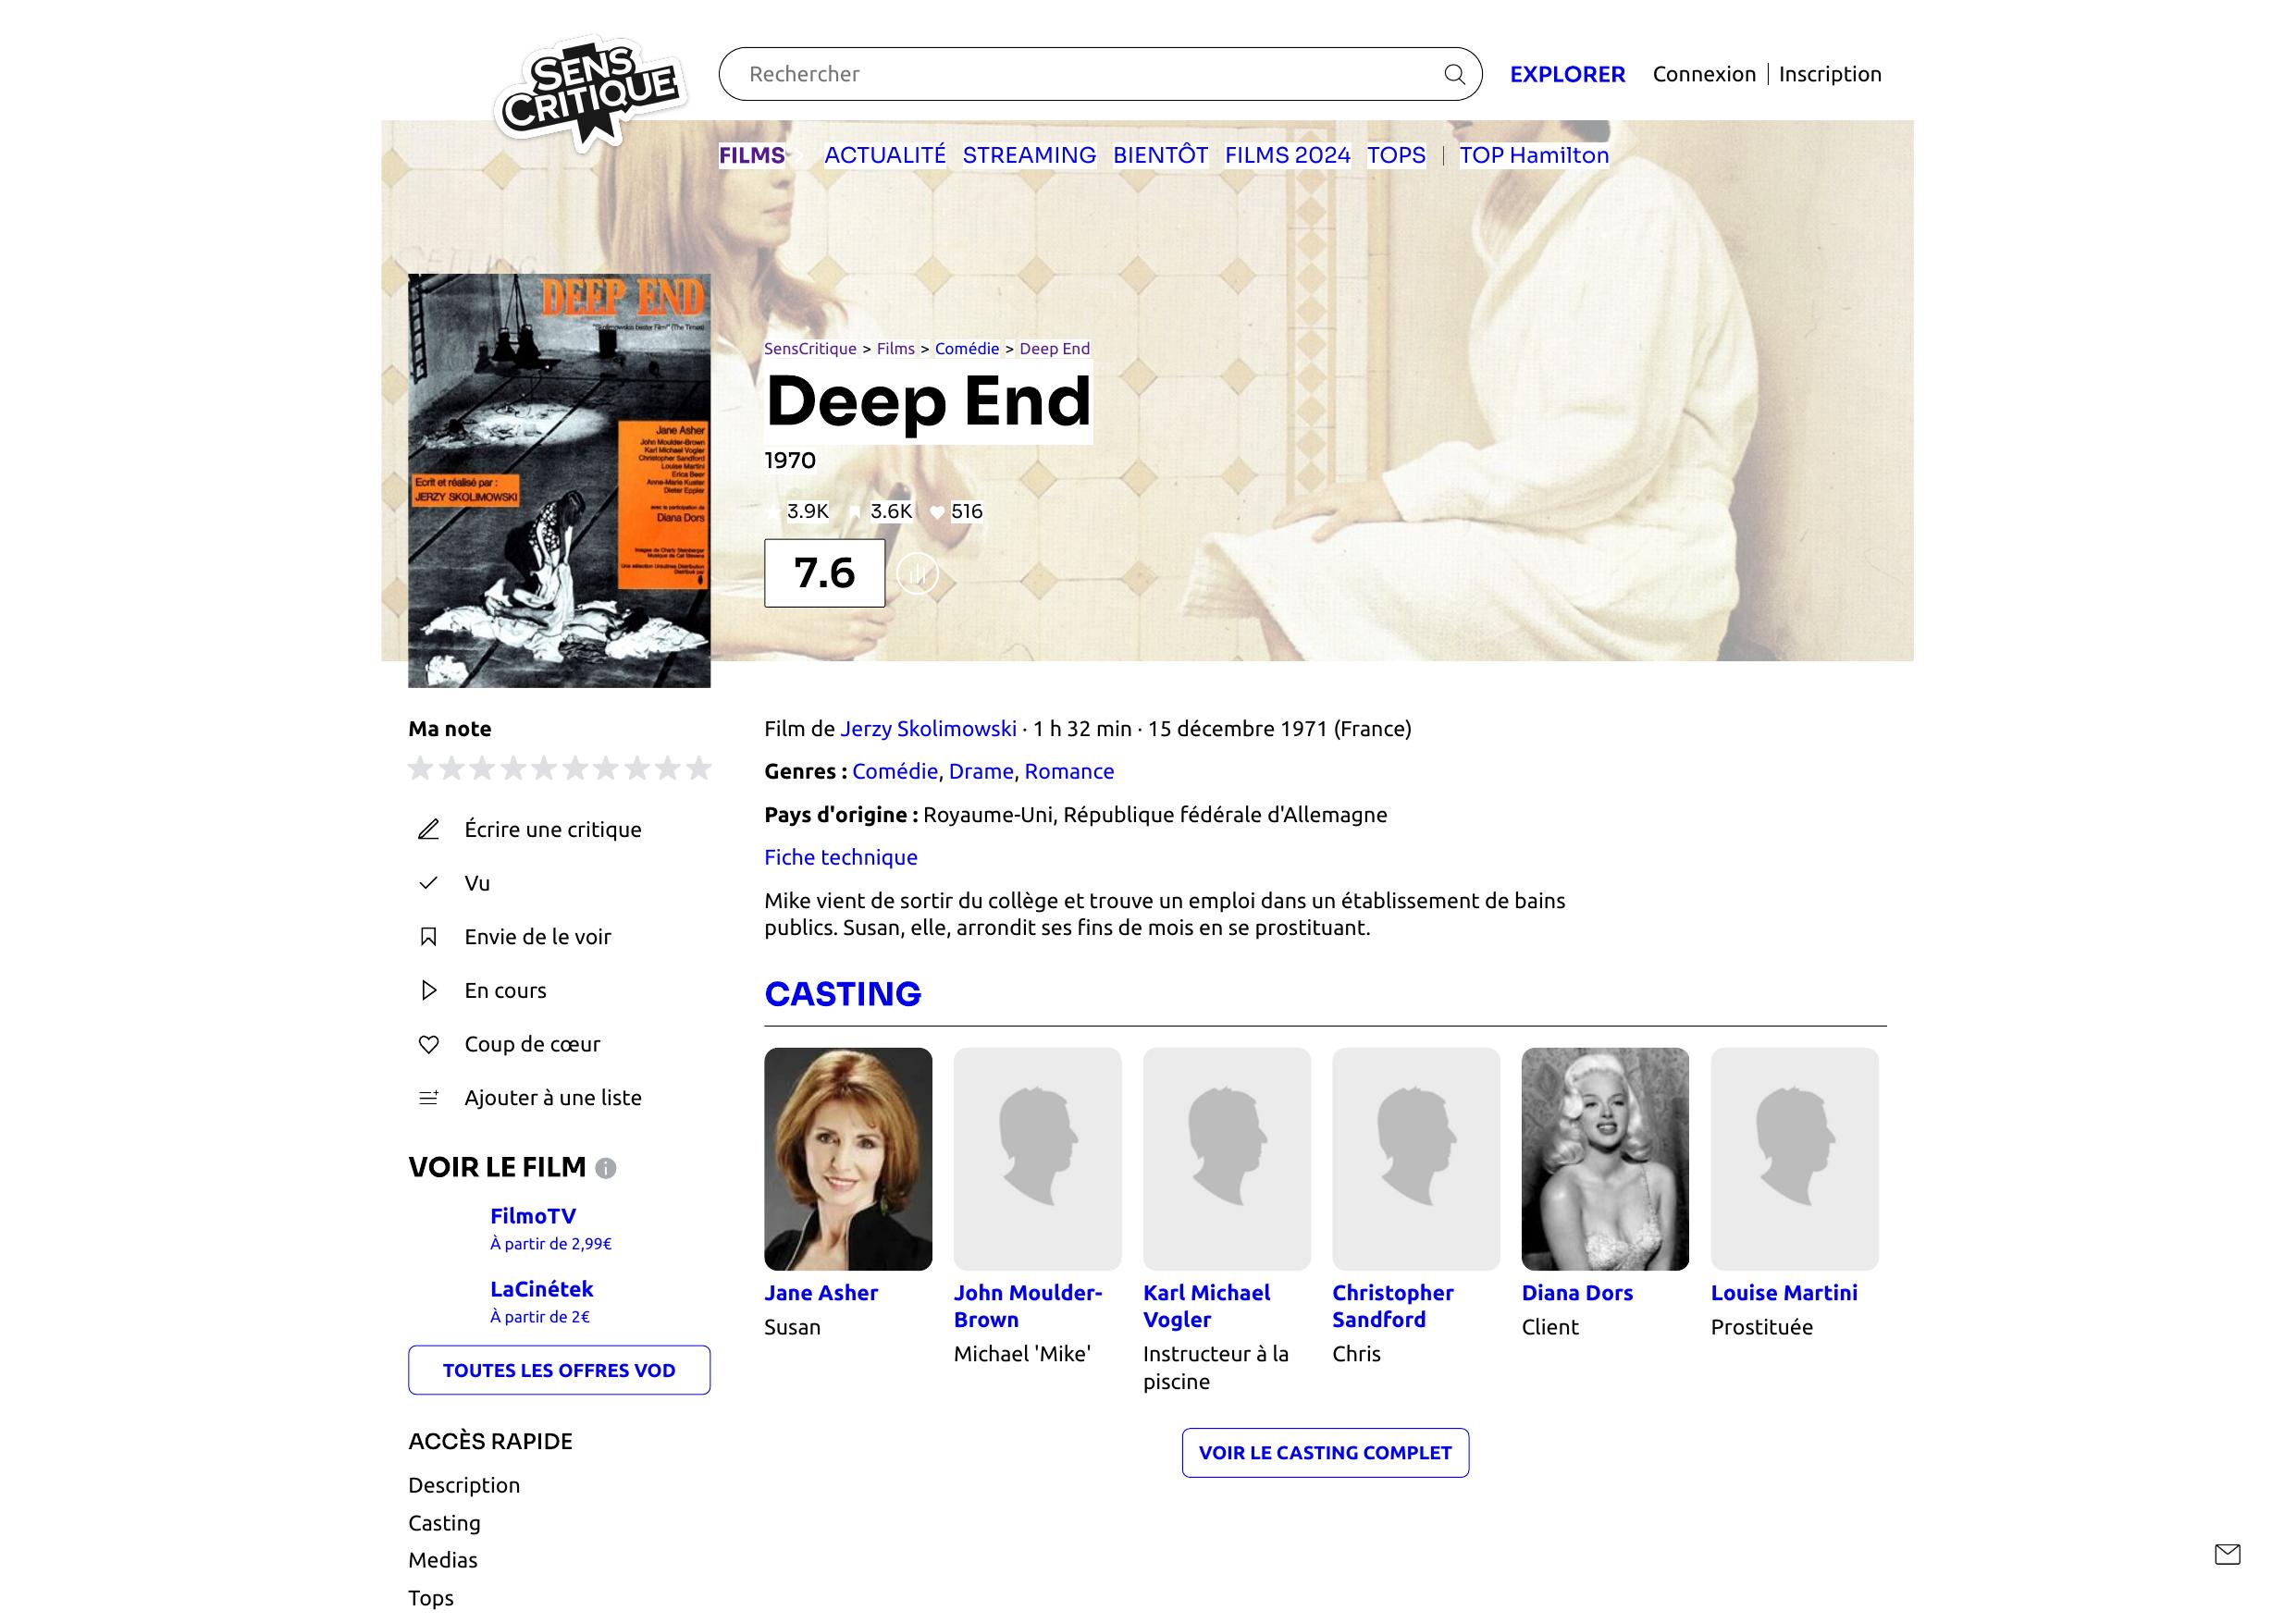 SENS
CRITIQUE
Rechercher
EXPLORER
Connexion
Inscription
FILMS
ACTUALITÉ
STREAMING
BIENTÔT
FILMS 2024
TOPS
TOP Hamilton
DEEP END
(The Times)
Jane Asher
John Moulder-Brown
Karl Michael Vogler
Christopher Sandford
Louise Martini
Erica Beer
Anne-Marie Kuster
Dieter Eppler
avec la participation de
Diana Dors
Ecrit et réalisé par :
JERZY SKOLIMOWSKI
Images de Charly Steinberger
Musique de Cat Stevens
SensCritique > Films > Comédie > Deep End
Deep End
1970
3.9K
3.6K
516
7.6
Ma note
Écrire une critique
Vu
Envie de le voir
En cours
Coup de cœur
Ajouter à une liste
VOIR LE FILM
FilmoTV
À partir de 2,99€
LaCinétek
À partir de 2€
TOUTES LES OFFRES VOD
ACCÈS RAPIDE
Description
Casting
Medias
Tops
Film de Jerzy Skolimowski · 1 h 32 min · 15 décembre 1971 (France)
Genres : Comédie, Drame, Romance
Pays d'origine : Royaume-Uni, République fédérale d'Allemagne
Fiche technique
Mike vient de sortir du collège et trouve un emploi dans un établissement de bains
publics. Susan, elle, arrondit ses fins de mois en se prostituant.
CASTING
Jane Asher
Susan
John Moulder-
Brown
Michael 'Mike'
Karl Michael
Vogler
Instructeur à la
piscine
Christopher
Sandford
Chris
Diana Dors
Client
Louise Martini
Prostituée
VOIR LE CASTING COMPLET